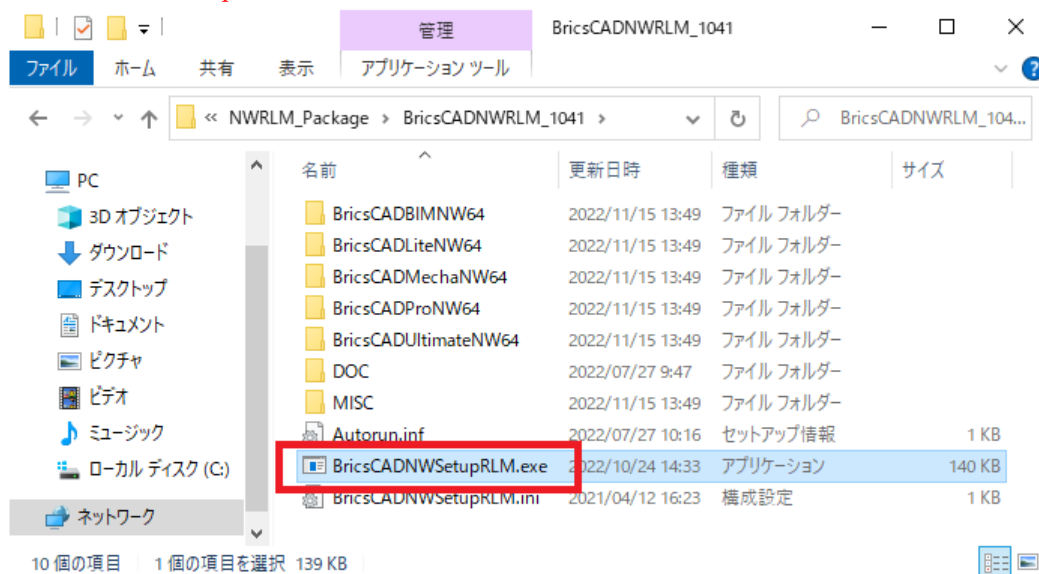 管理 BricsCADNWRLM_1041
ファイル ホーム 共有 表示 アプリケーション ツール
« NWRLM_Package › BricsCADNWRLM_1041 › BricsCADNWRLM_104...
名前 更新日時 種類 サイズ
PC
3D オブジェクト
ダウンロード
デスクトップ
ドキュメント
ピクチャ
ビデオ
ミュージック
ローカル ディスク (C:)
ネットワーク
BricsCADBIMNW64 2022/11/15 13:49 ファイル フォルダー
BricsCADLiteNW64 2022/11/15 13:49 ファイル フォルダー
BricsCADMechaNW64 2022/11/15 13:49 ファイル フォルダー
BricsCADProNW64 2022/11/15 13:49 ファイル フォルダー
BricsCADUltimateNW64 2022/11/15 13:49 ファイル フォルダー
DOC 2022/07/27 9:47 ファイル フォルダー
MISC 2022/11/15 13:49 ファイル フォルダー
Autorun.inf 2022/07/27 10:16 セットアップ情報 1 KB
BricsCADNWSetupRLM.exe 2022/10/24 14:33 アプリケーション 140 KB
BricsCADNWSetupRLM.ini 2021/04/12 16:23 構成設定 1 KB
10 個の項目 1 個の項目を選択 139 KB